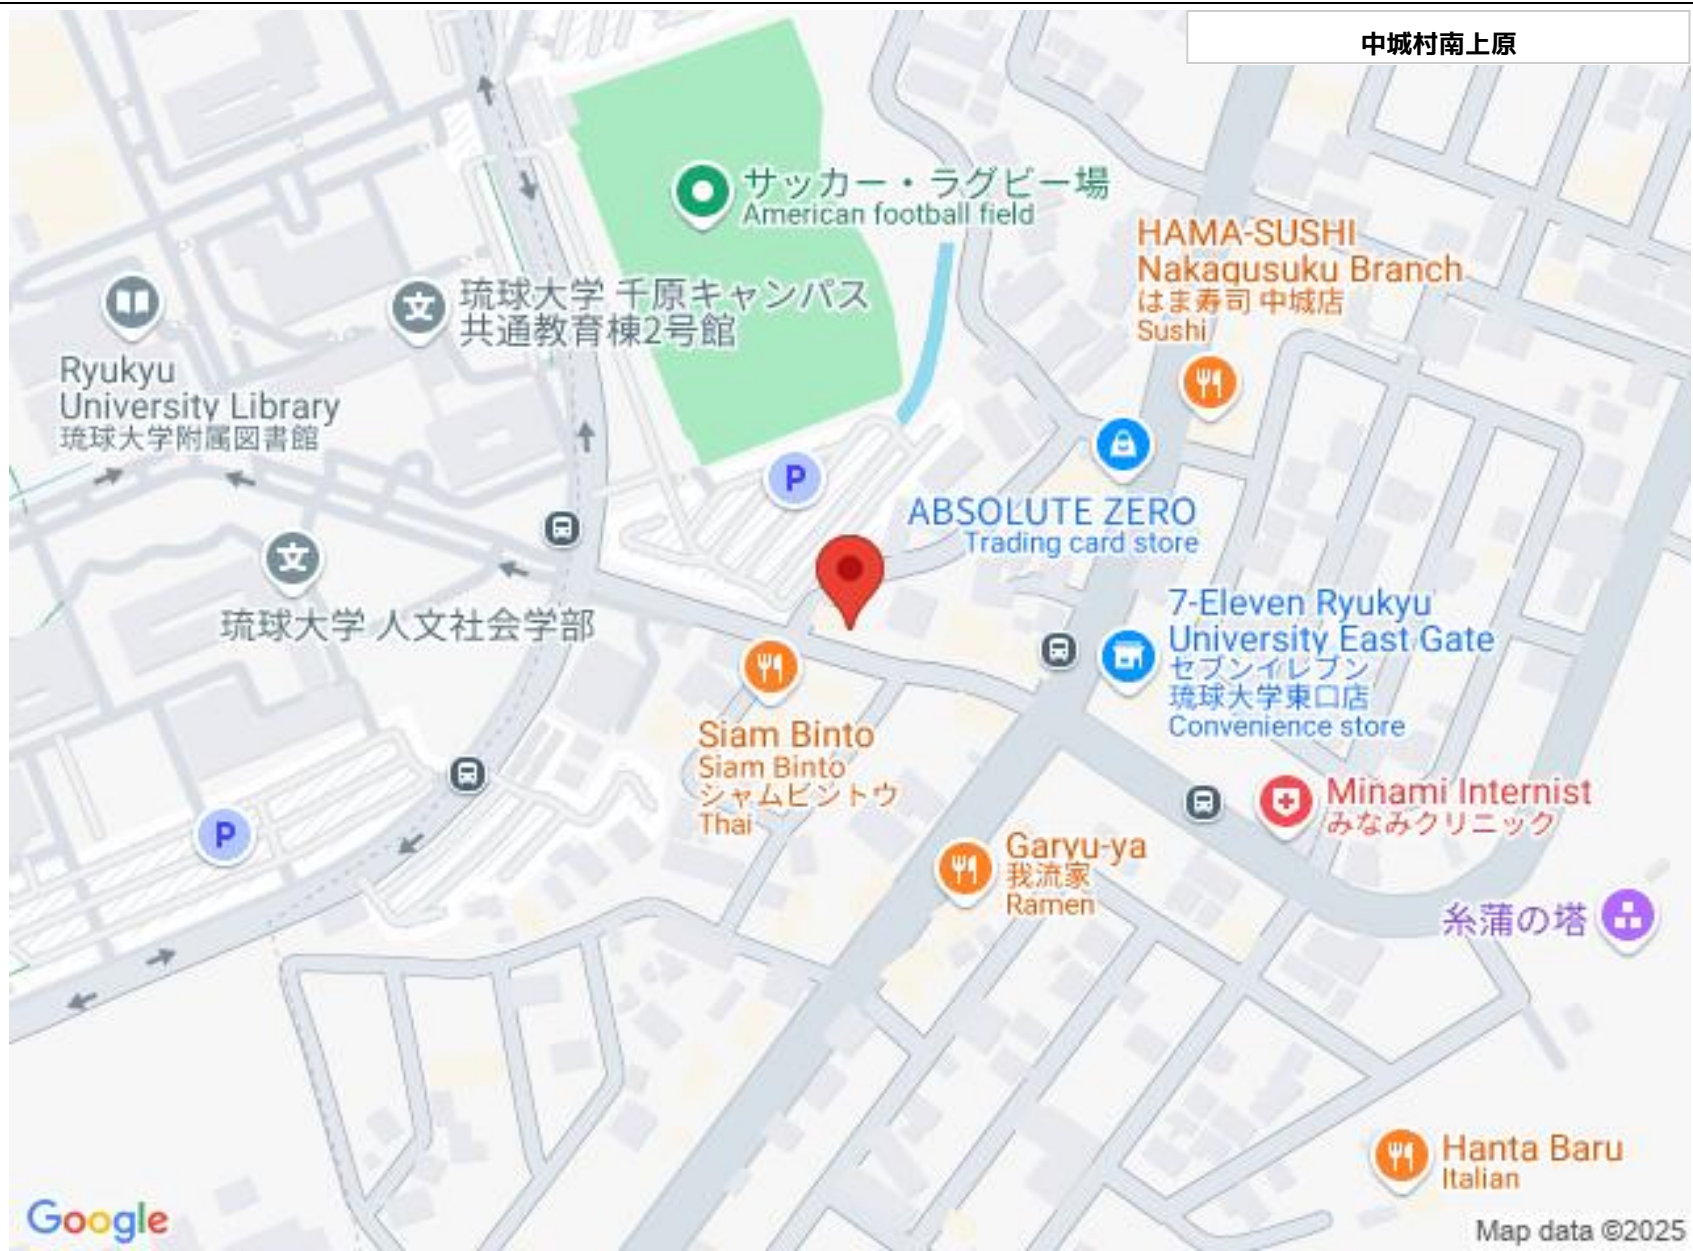 中城村南上原
サッカー・ラグビー場
American football field
HAMA-SUSHI
Nakagusuku Branch
はま寿司 中城店
Sushi
琉球大学 千原キャンパス
共通教育棟2号館
Ryukyu
University Library
琉球大学附属図書館
P
ABSOLUTE ZERO
Trading card store
文
琉球大学 人文社会学部
7-Eleven Ryukyu
University East Gate
セブンイレブン
琉球大学東口店
Convenience store
Siam Binto
Siam Binto
シャムビントウ
Thai
Minami Internist
みなみクリニック
P
Garyu-ya
我流家
Ramen
糸蒲の塔
Hanta Baru
Italian
Google
Map data ©2025